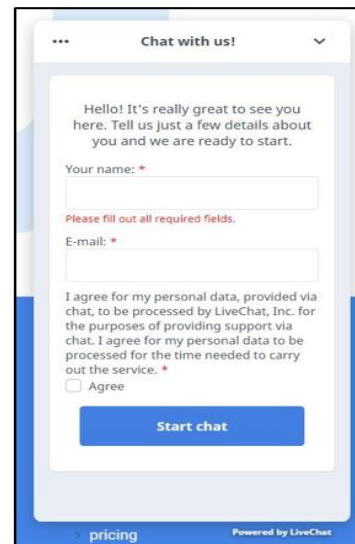 Chat with us!
Hello! It's really great to see you
here. Tell us just a few details about
you and we are ready to start.
Your name: *
Please fill out all required fields.
E-mail: *
I agree for my personal data, provided via
chat, to be processed by LiveChat, Inc. for
the purposes of providing support via
chat. I agree for my personal data to be
processed for the time needed to carry
out the service. *
Agree
Start chat
pricing
Powered by LiveChat